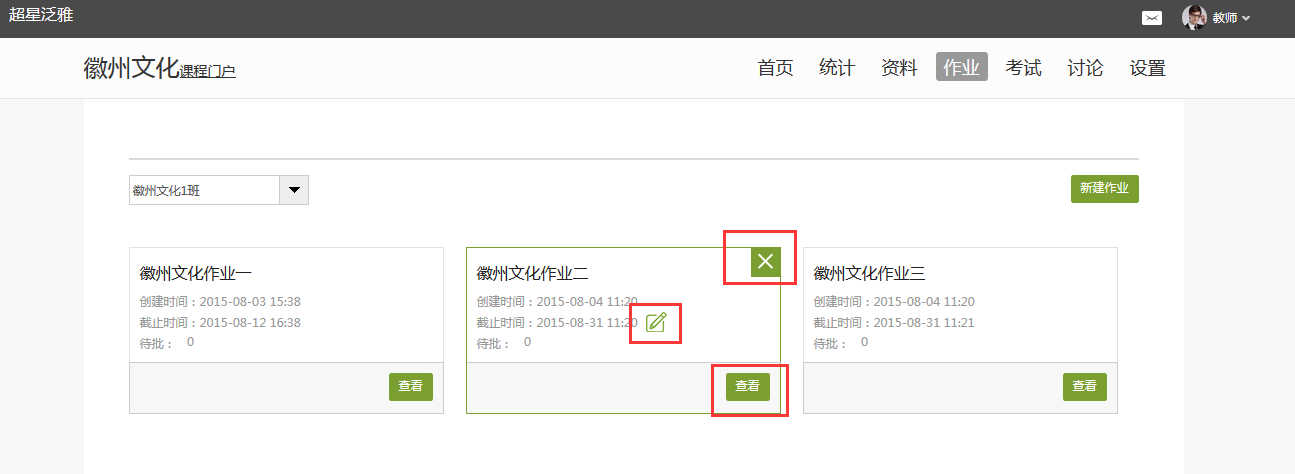 超星泛雅
教师
徽州文化课程门户
首页 统计 资料 作业 考试 讨论 设置
徽州文化1班
新建作业
徽州文化作业一
创建时间：2015-08-03 15:38
截止时间：2015-08-12 16:38
待批： 0
查看
徽州文化作业二
创建时间：2015-08-04 11:20
截止时间：2015-08-31 11:20
待批： 0
查看
徽州文化作业三
创建时间：2015-08-04 11:20
截止时间：2015-08-31 11:21
待批： 0
查看